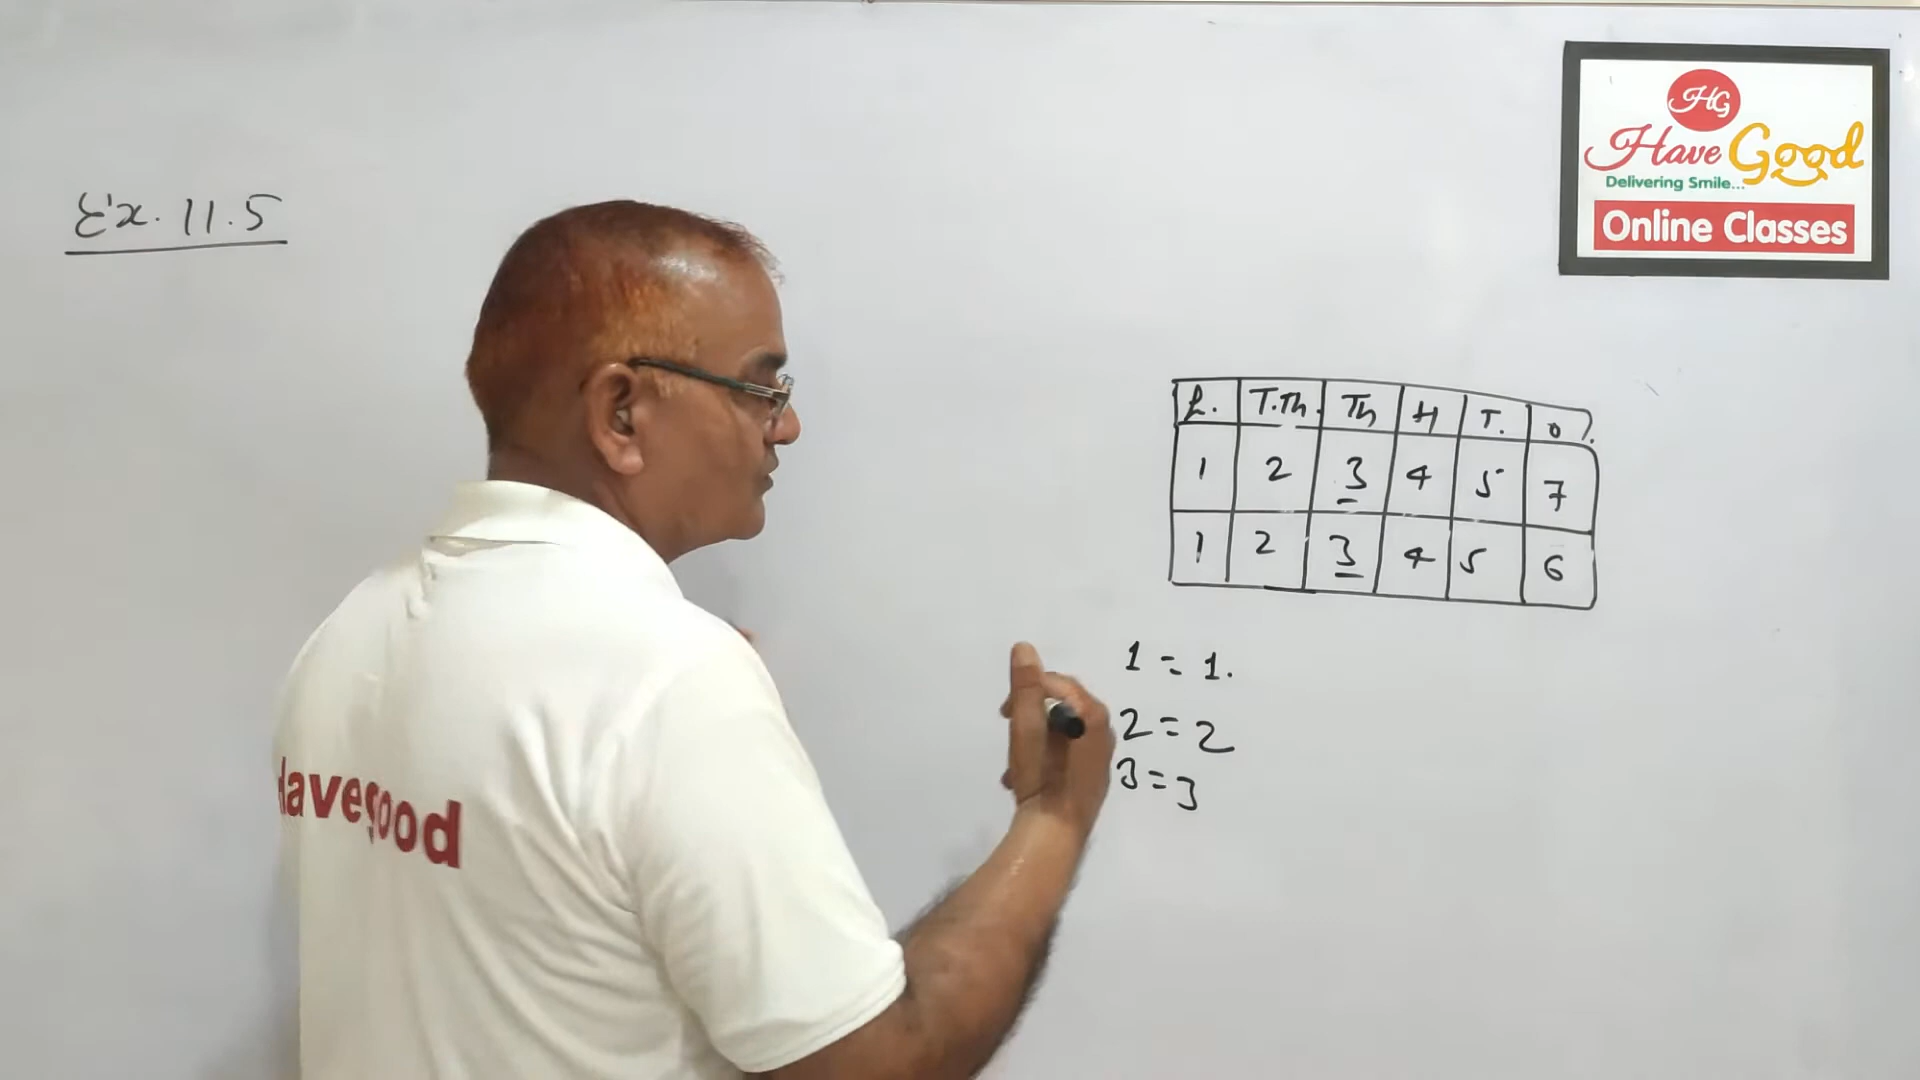 HG
Have Good
Delivering Smile...
Online Classes
Ex. 11.5
L. T.Th. Th H T. O
1 2 3 4 5 7
1 2 3 4 5 6
1 = 1.
2 = 2
3 = 3
Havegood